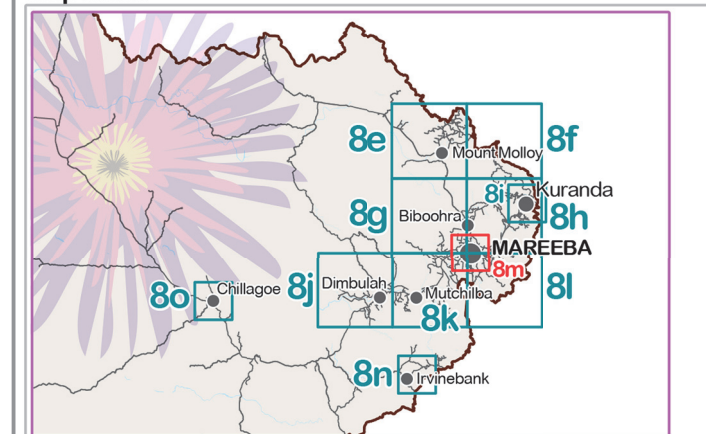 8e
8f
Mount Molloy
8i
Kuranda
8g
Biboohra
8h
MAREEBA
8m
8o
Chillagoe
8j
Dimbulah
Mutchilba
8l
8k
8n
Irvinebank